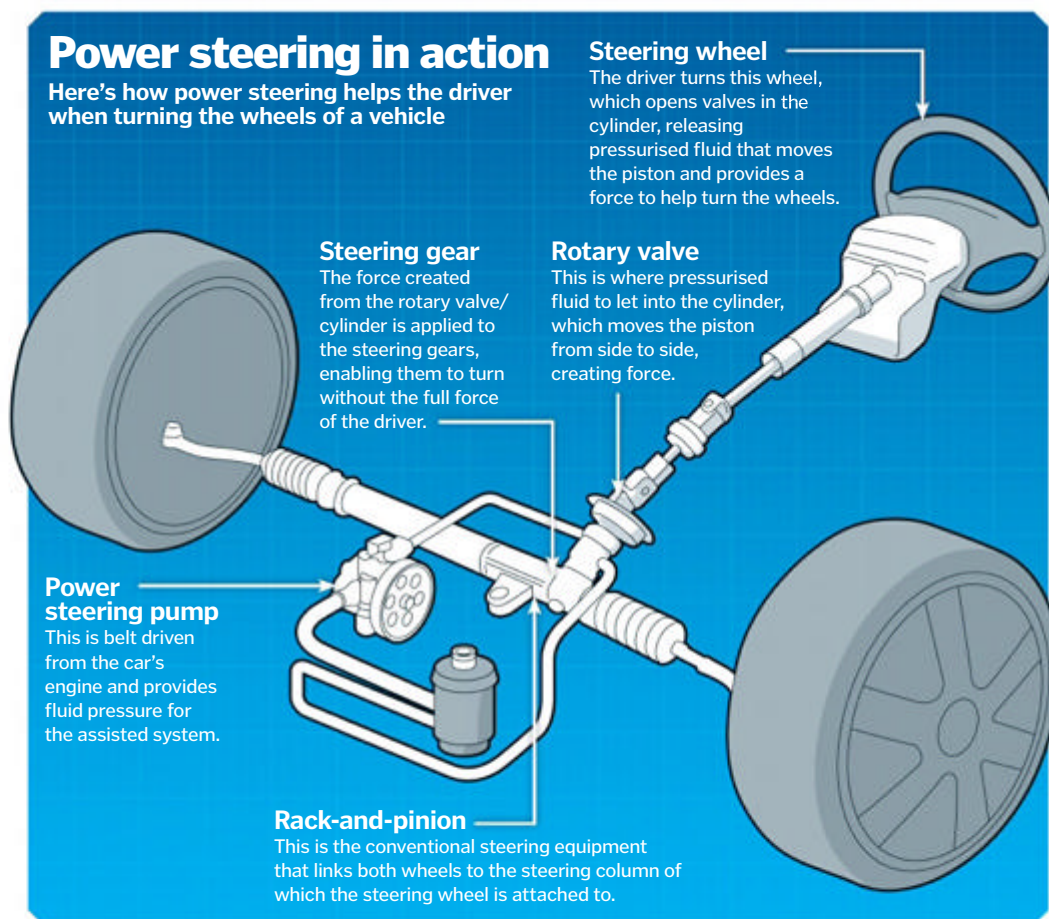 Power steering in action
Here's how power steering helps the driver
when turning the wheels of a vehicle
Steering wheel
The driver turns this wheel,
which opens valves in the
cylinder, releasing
pressurised fluid that moves
the piston and provides a
force to help turn the wheels.
Steering gear
The force created
from the rotary valve/
cylinder is applied to
the steering gears,
enabling them to turn
without the full force
of the driver.
Rotary valve
This is where pressurised
fluid to let into the cylinder,
which moves the piston
from side to side,
creating force.
Power
steering pump
This is belt driven
from the car's
engine and provides
fluid pressure for
the assisted system.
Rack-and-pinion
This is the conventional steering equipment
that links both wheels to the steering column of
which the steering wheel is attached to.